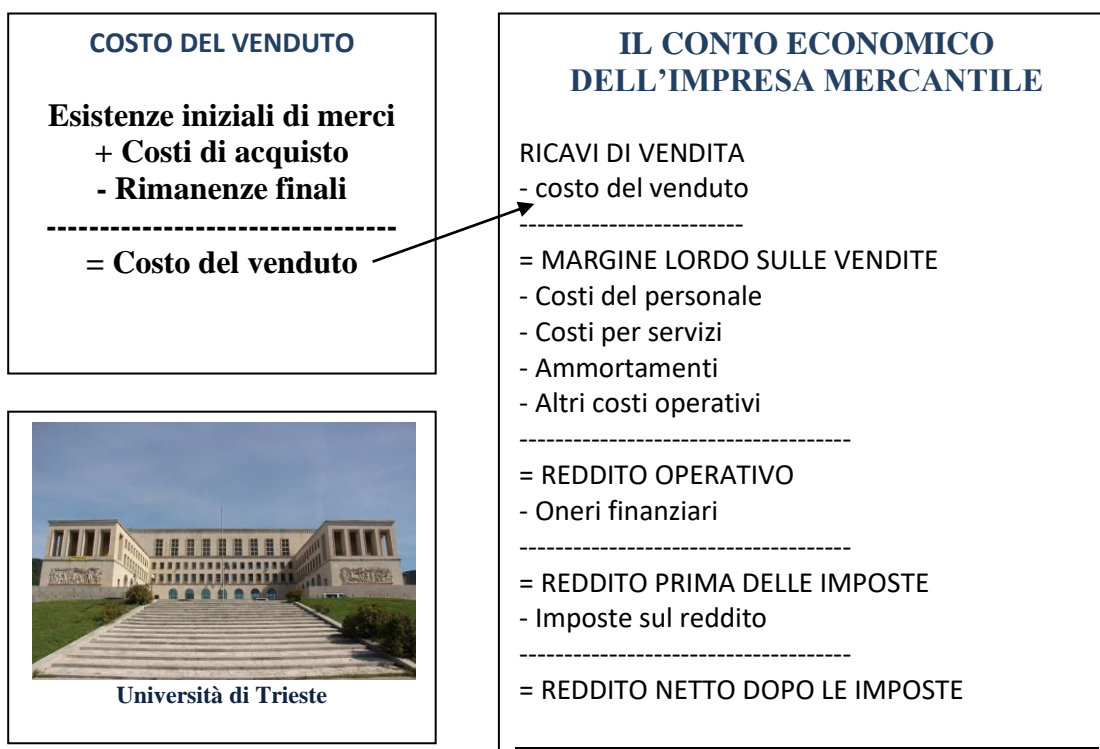 COSTO DEL VENDUTO
Esistenze iniziali di merci
+ Costi di acquisto
- Rimanenze finali
---------------------------------
= Costo del venduto
Università di Trieste
IL CONTO ECONOMICO
DELL’IMPRESA MERCANTILE
RICAVI DI VENDITA
- costo del venduto
-------------------------
= MARGINE LORDO SULLE VENDITE
- Costi del personale
- Costi per servizi
- Ammortamenti
- Altri costi operativi
-------------------------------------
= REDDITO OPERATIVO
- Oneri finanziari
-------------------------------------
= REDDITO PRIMA DELLE IMPOSTE
- Imposte sul reddito
-------------------------------------
= REDDITO NETTO DOPO LE IMPOSTE